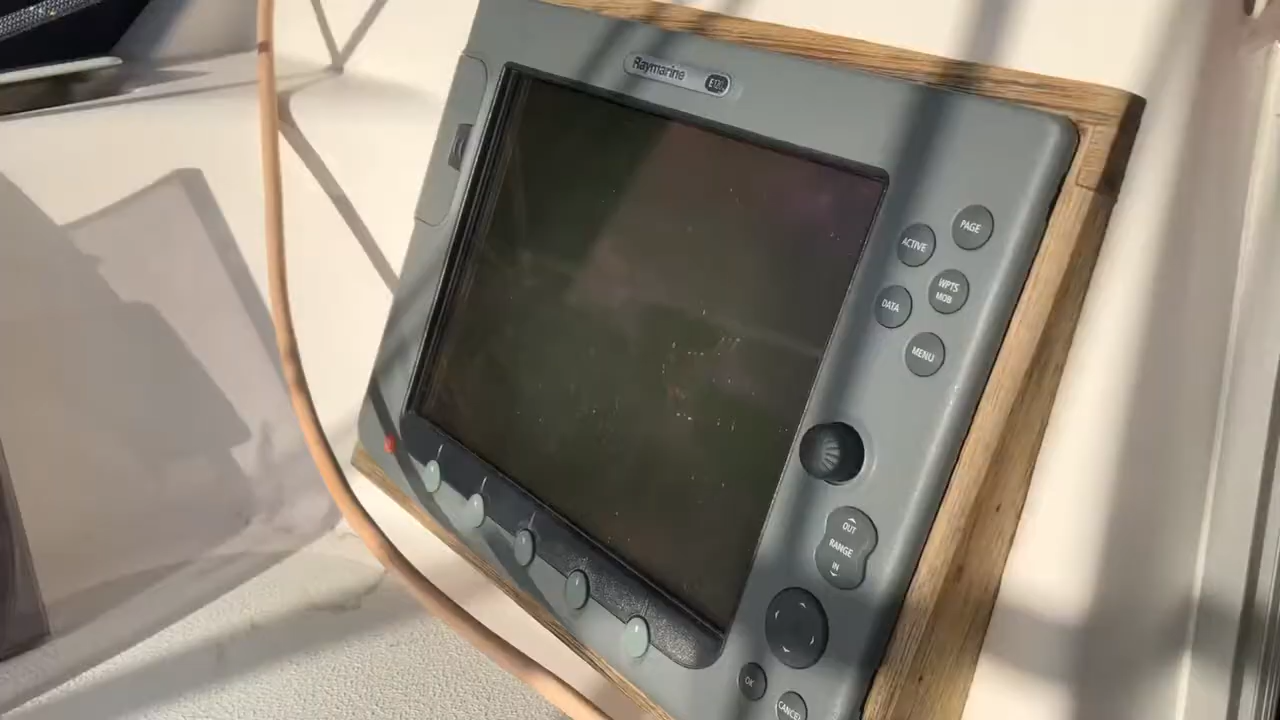 Raymarine E120
PAGE
ACTIVE
WPTS
MOB
DATA
MENU
OUT
RANGE
IN
OK
CANCEL